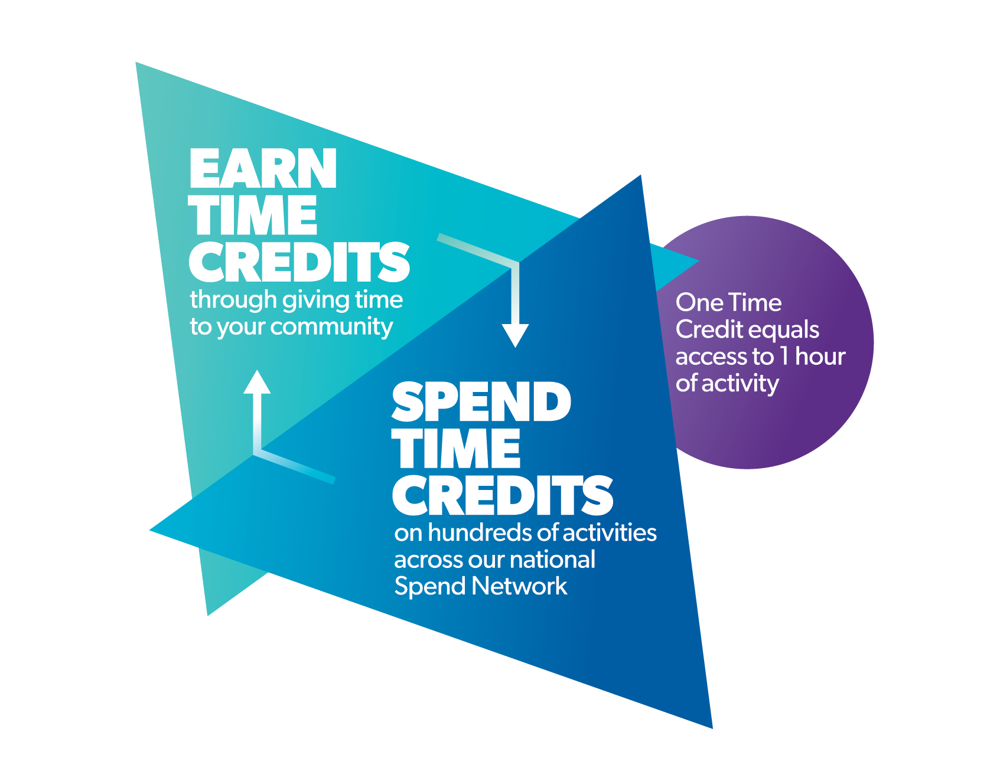 EARN
TIME
CREDITS
through giving time
to your community
SPEND
TIME
CREDITS
on hundreds of activities
across our national
Spend Network
One Time
Credit equals
access to 1 hour
of activity